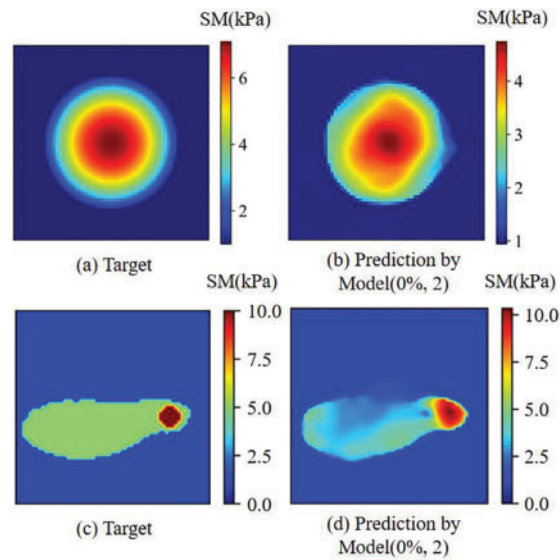 SM(kPa)
SM(kPa)
6
4
2
4
3
2
1
(a) Target
(b) Prediction by
Model(0%, 2)
SM(kPa)
SM(kPa)
10.0
7.5
5.0
2.5
0.0
10.0
7.5
5.0
2.5
0.0
(c) Target
(d) Prediction by
Model(0%, 2)